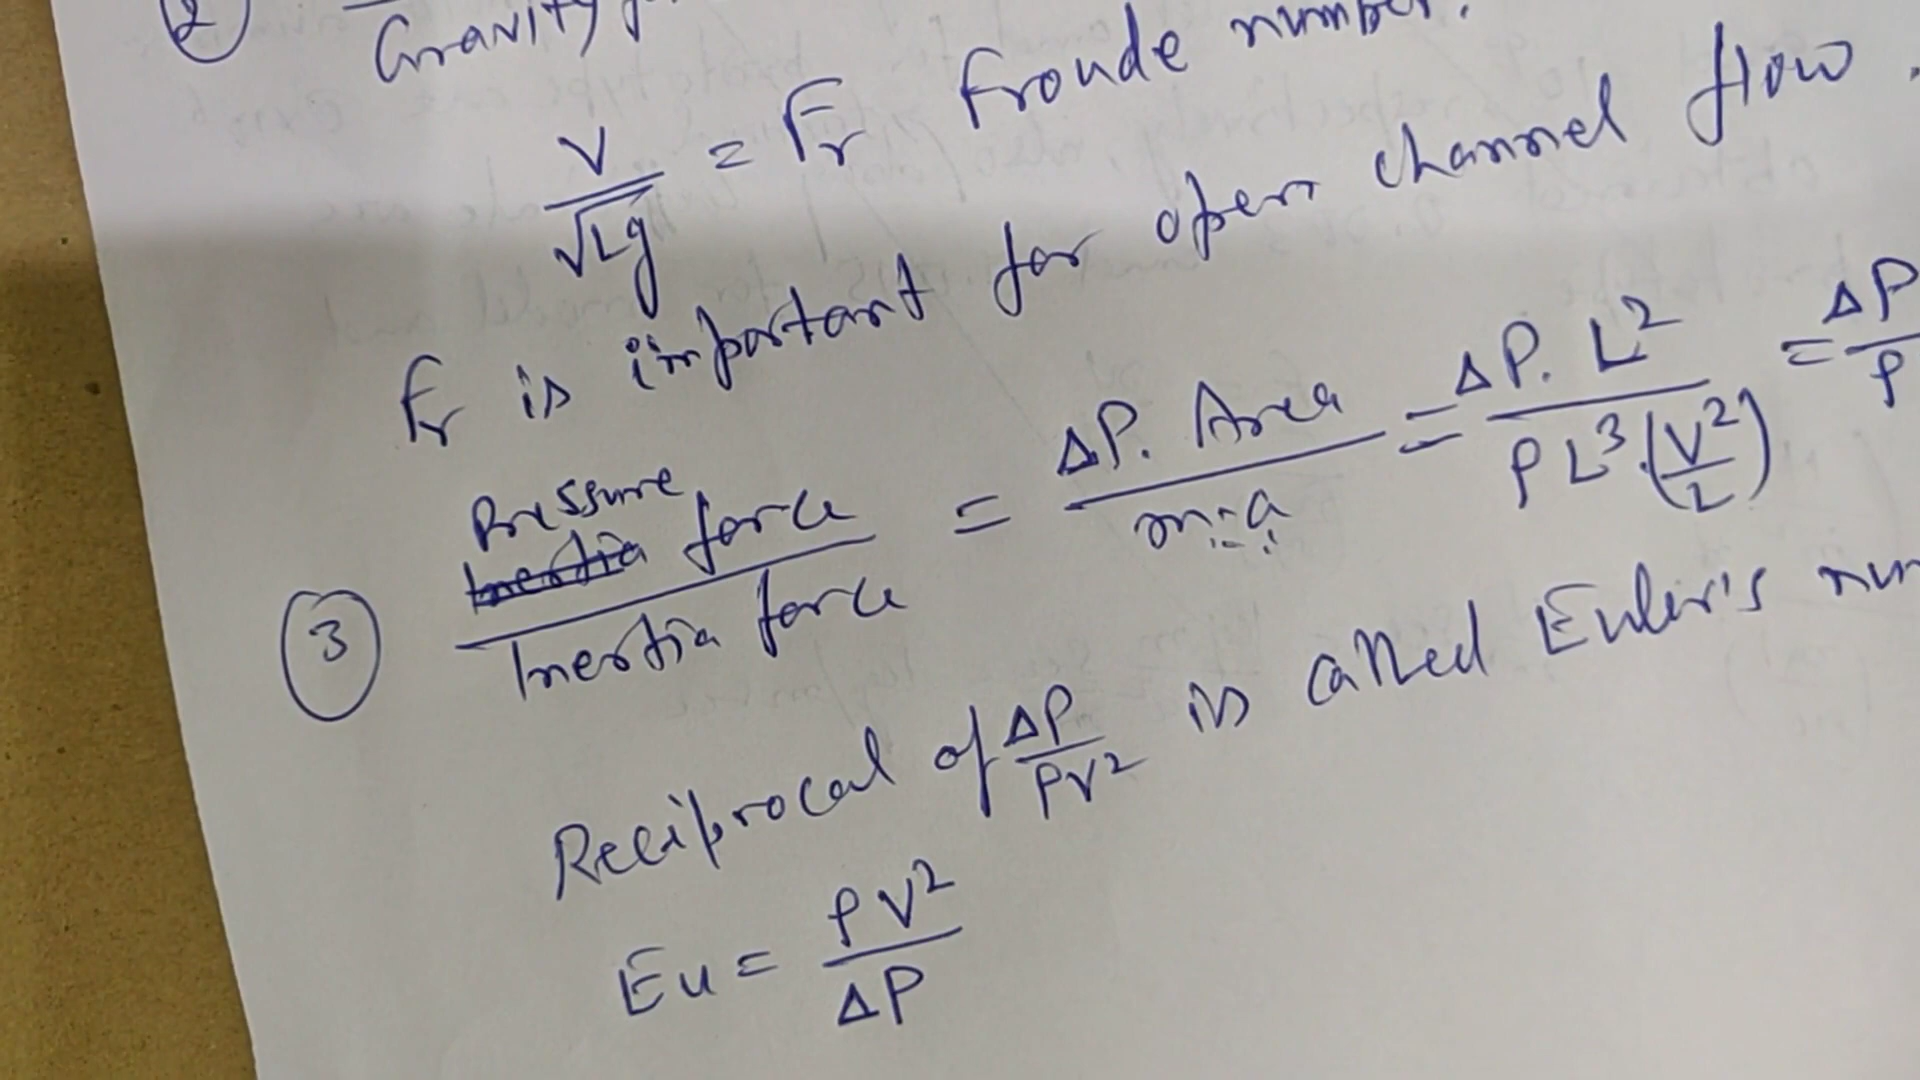 ② Gravity
V/√Lg = Fr Froude number.
Fr is important for open channel flow.
③ Pressure force / Inertia force = ΔP. Area / m.a = ΔP. L² / ρL³.(V²/L) = ΔP / ρ
Reciprocal of ΔP/ρV² is called Euler's
Eu = ρV² / ΔP